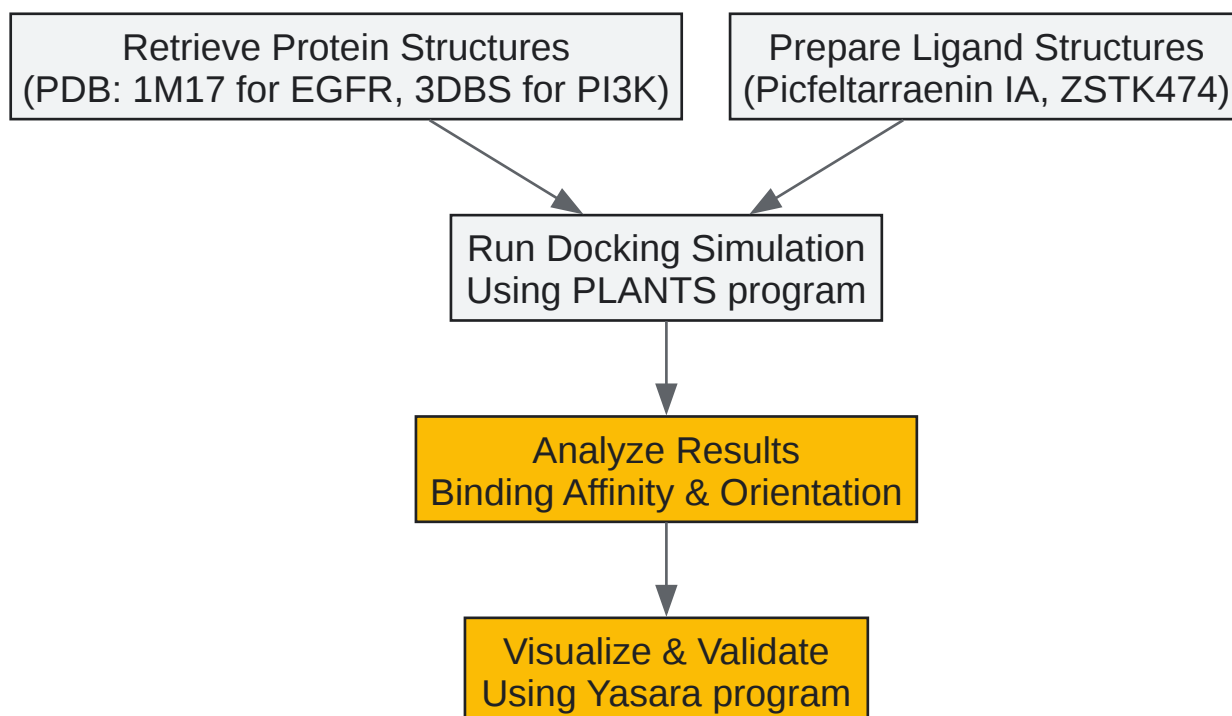 Retrieve Protein Structures
(PDB: 1M17 for EGFR, 3DBS for PI3K)
Prepare Ligand Structures
(Picfeltarraenin IA, ZSTK474)
Run Docking Simulation
Using PLANTS program
Analyze Results
Binding Affinity & Orientation
Visualize & Validate
Using Yasara program